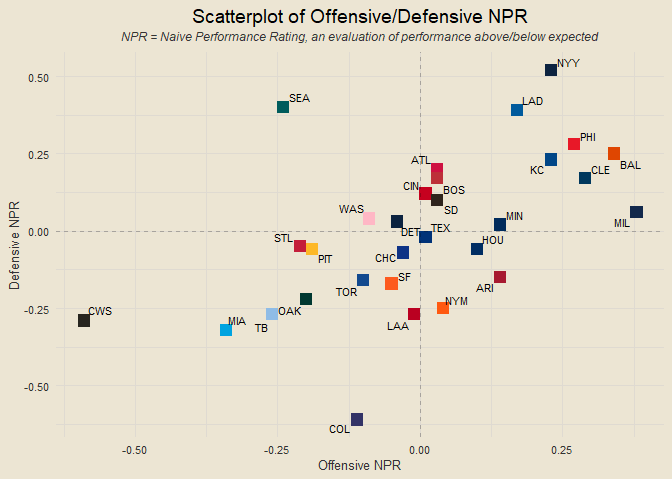 Scatterplot of Offensive/Defensive NPR
NPR = Naive Performance Rating, an evaluation of performance above/below expected
NYY
0.50
SEA
LAD
PHI
ATL
0.25
BAL
KC
CLE
CIN
BOS
WAS
SD
MIN
MIL
DET
TEX
0.00
STL
HOU
PIT
CHC
TOR
SF
ARI
-0.25
CWS
MIA
OAK
NYM
TB
LAA
-0.50
COL
-0.50
-0.25
0.00
0.25
Offensive NPR
Defensive NPR